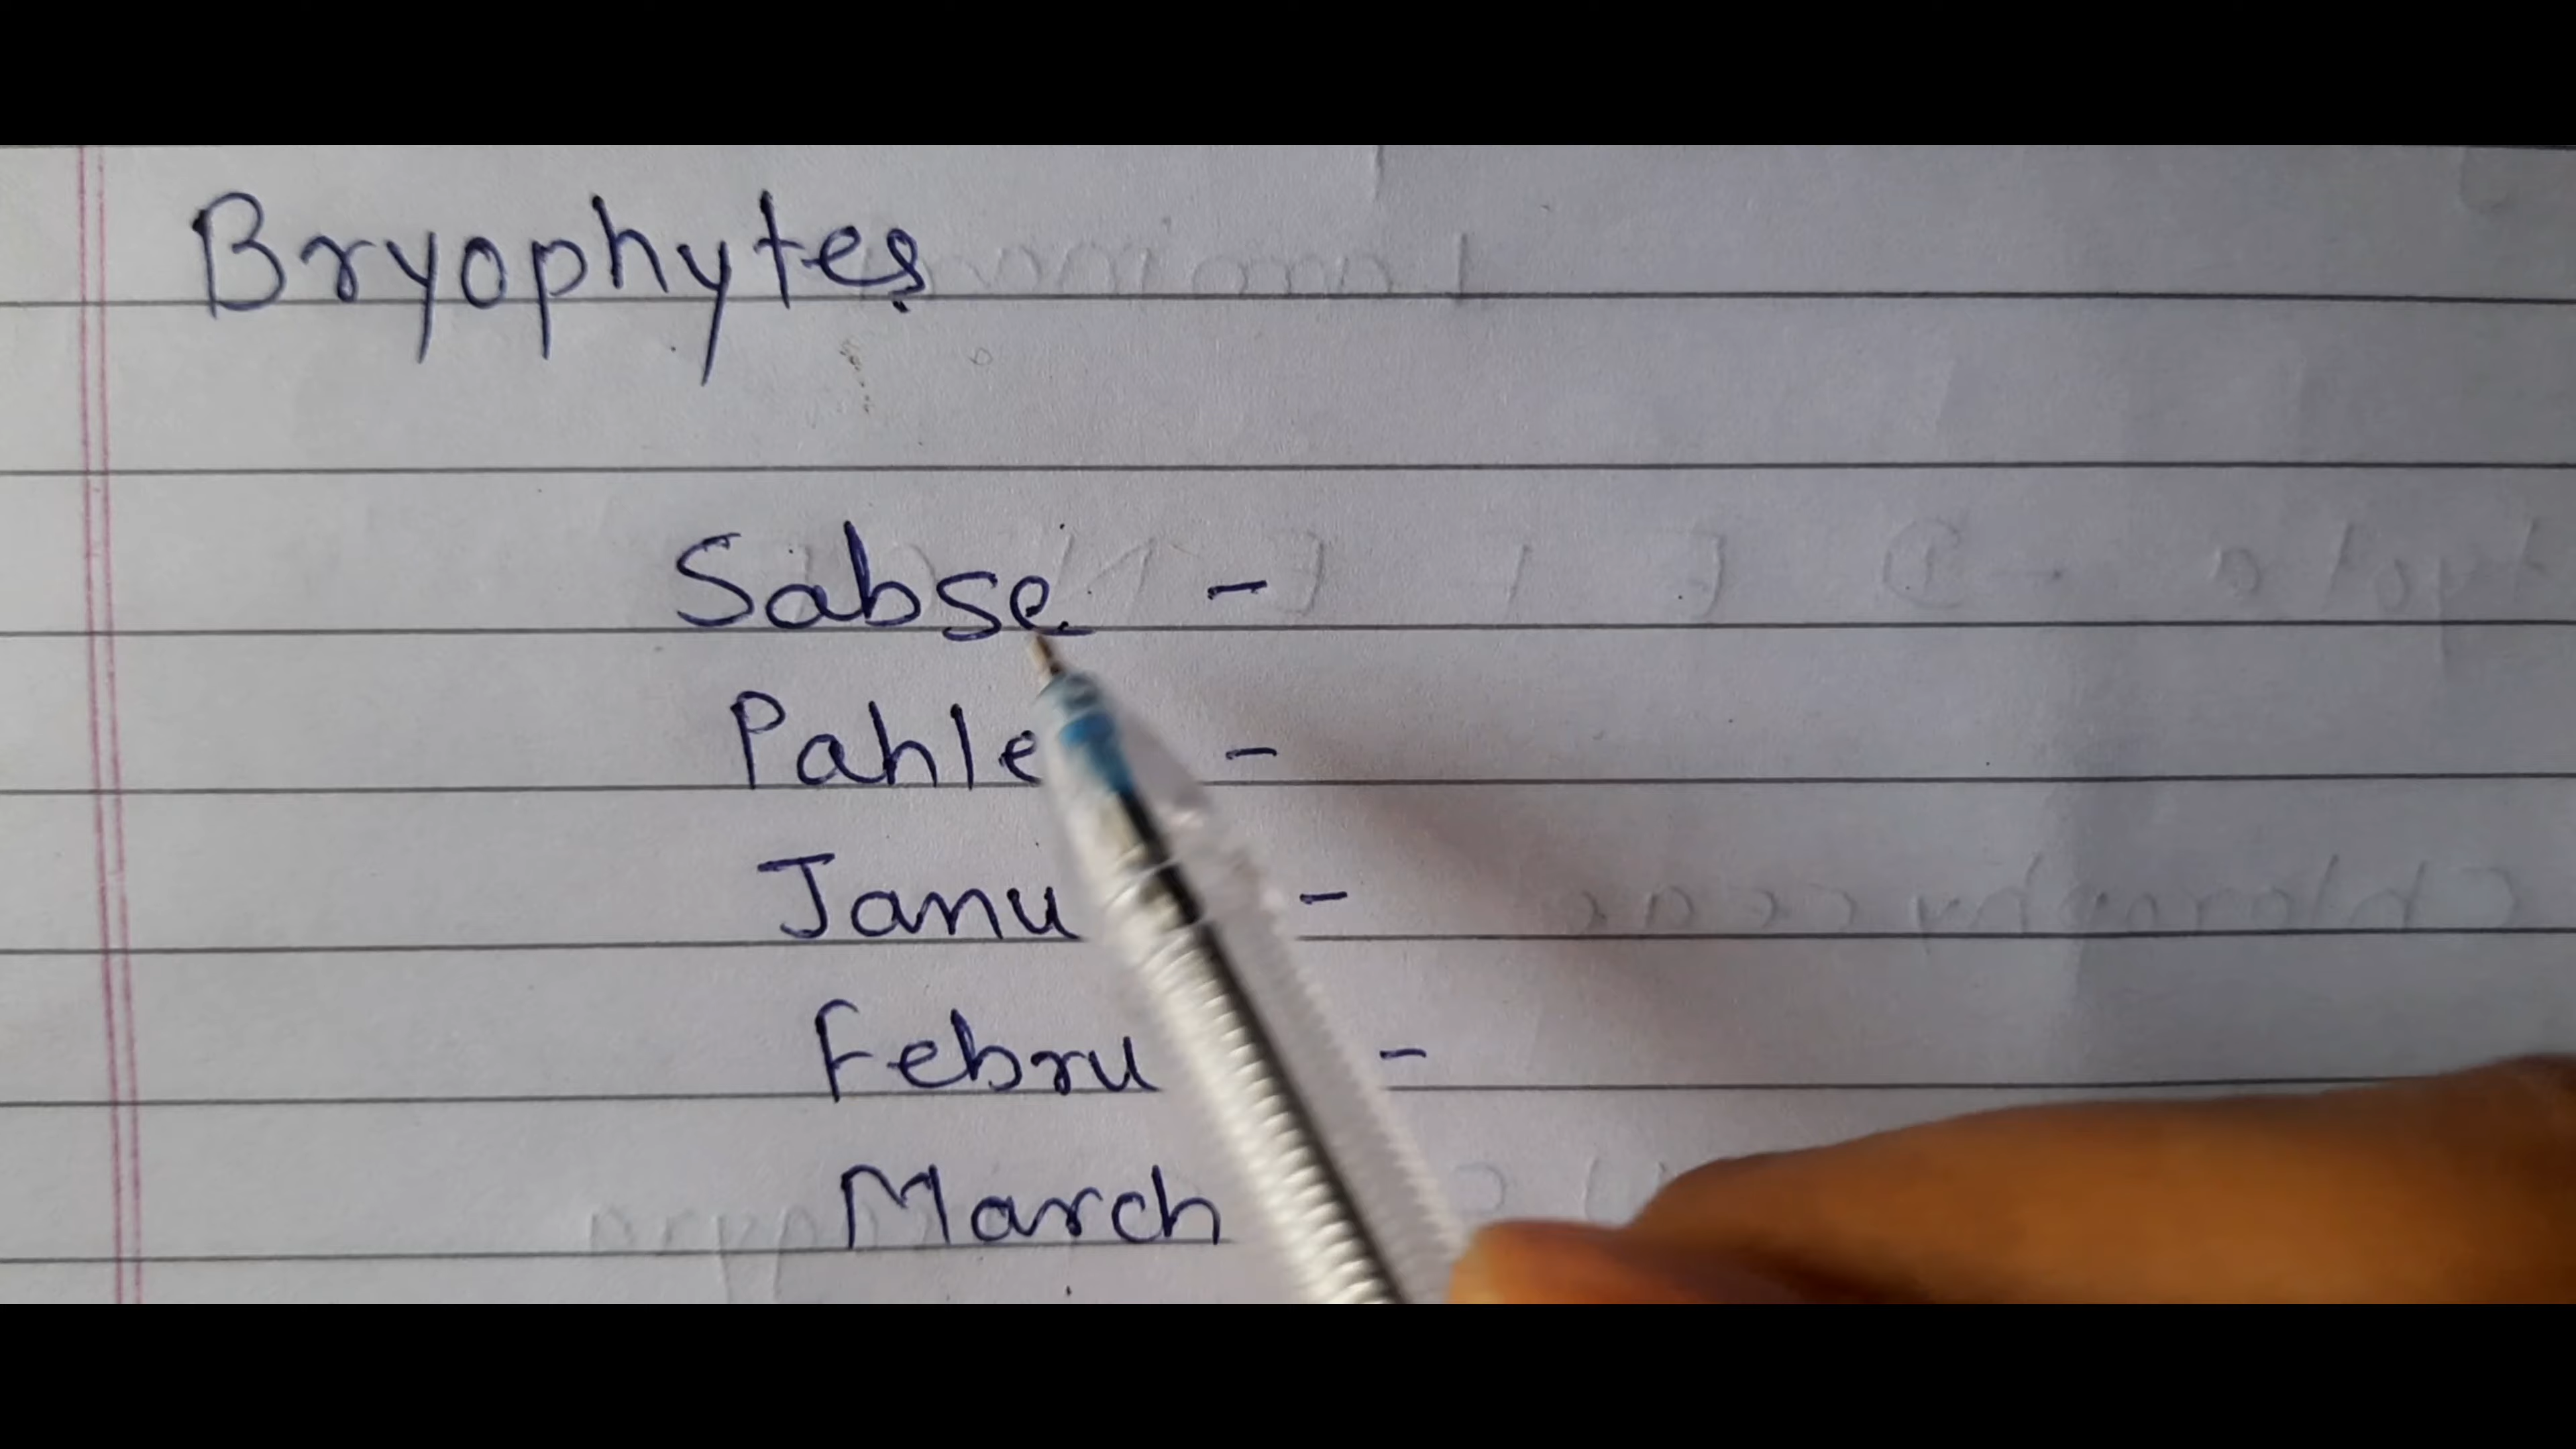 Bryophytes
Sabse -
Pahle -
Janu -
Febru -
March